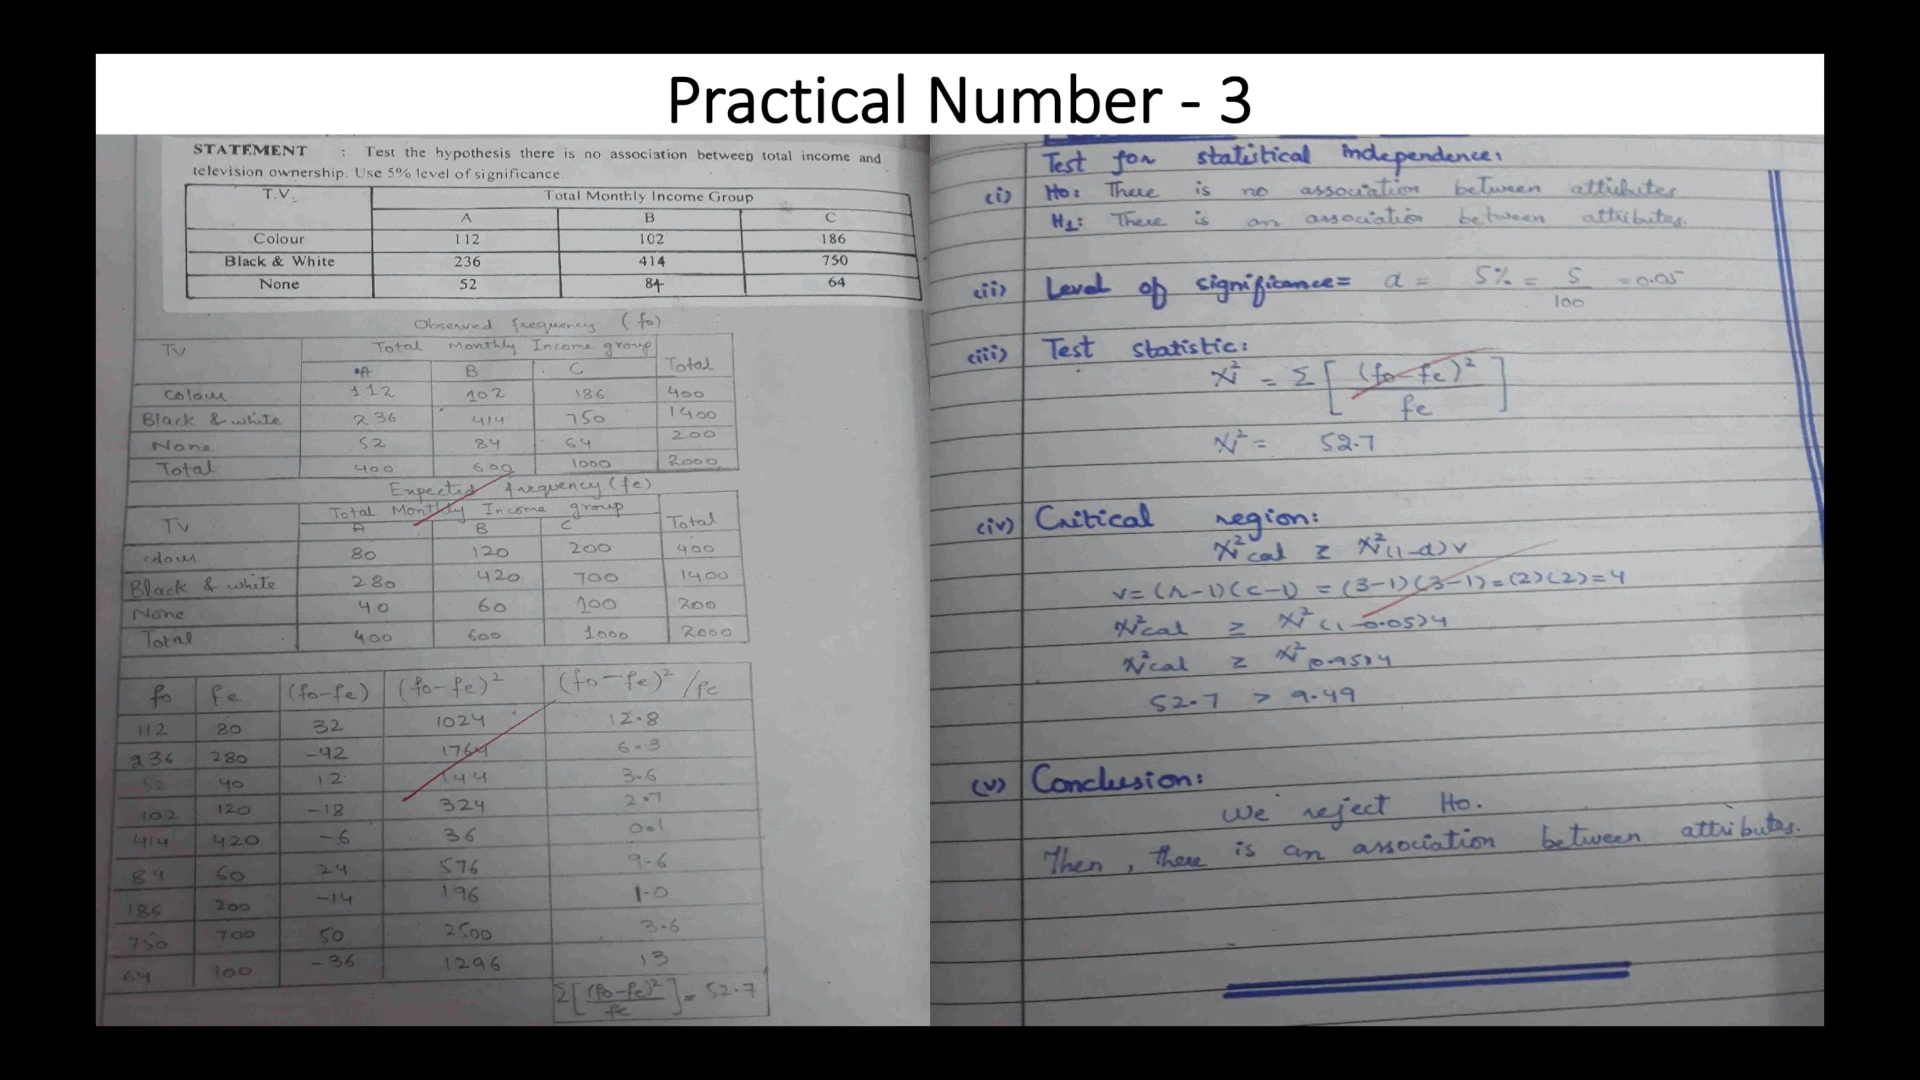 Practical Number - 3
STATEMENT : Test the hypothesis there is no association between total income and
television ownership. Use 5% level of significance.
T.V. Total Monthly Income Group
A B C
Colour 112 102 186
Black & White 236 414 750
None 52 84 64
Observed frequency (fo)
Tv Total Monthly Income group Total
A B C
Colour 112 102 186 400
Black & white 236 414 750 1400
None 52 84 64 200
Total 400 600 1000 2000
Expected frequency (fe)
Tv Total Monthly Income group Total
A B C
colour 80 120 200 400
Black & white 280 420 700 1400
None 40 60 100 200
Total 400 600 1000 2000
fo fe (fo-fe) (fo-fe)² (fo-fe)²/fe
112 80 32 1024 12.8
236 280 -42 1764 6.3
52 40 12 144 3.6
102 120 -18 324 2.7
414 420 -6 36 0.1
84 60 24 576 9.6
186 200 -14 196 1.0
750 700 50 2500 3.6
64 100 -36 1296 13
Σ[(fo-fe)²/fe] = 52.7
Test for statistical independence:
(i) Ho: There is no association between attributes
H1: There is an association between attributes.
(ii) Level of significance= α = 5% = 5/100 = 0.05
(iii) Test statistic:
X² = Σ[(fo-fe)²/fe]
X² = 52.7
(iv) Critical region:
X²cal ≥ X²(1-α)v
v=(r-1)(c-1) = (3-1)(3-1)=(2)(2)=4
X²cal ≥ X²(1-0.05)4
X²cal ≥ X²(0.95)4
52.7 > 9.49
(v) Conclusion:
We reject Ho.
Then, there is an association between attributes.